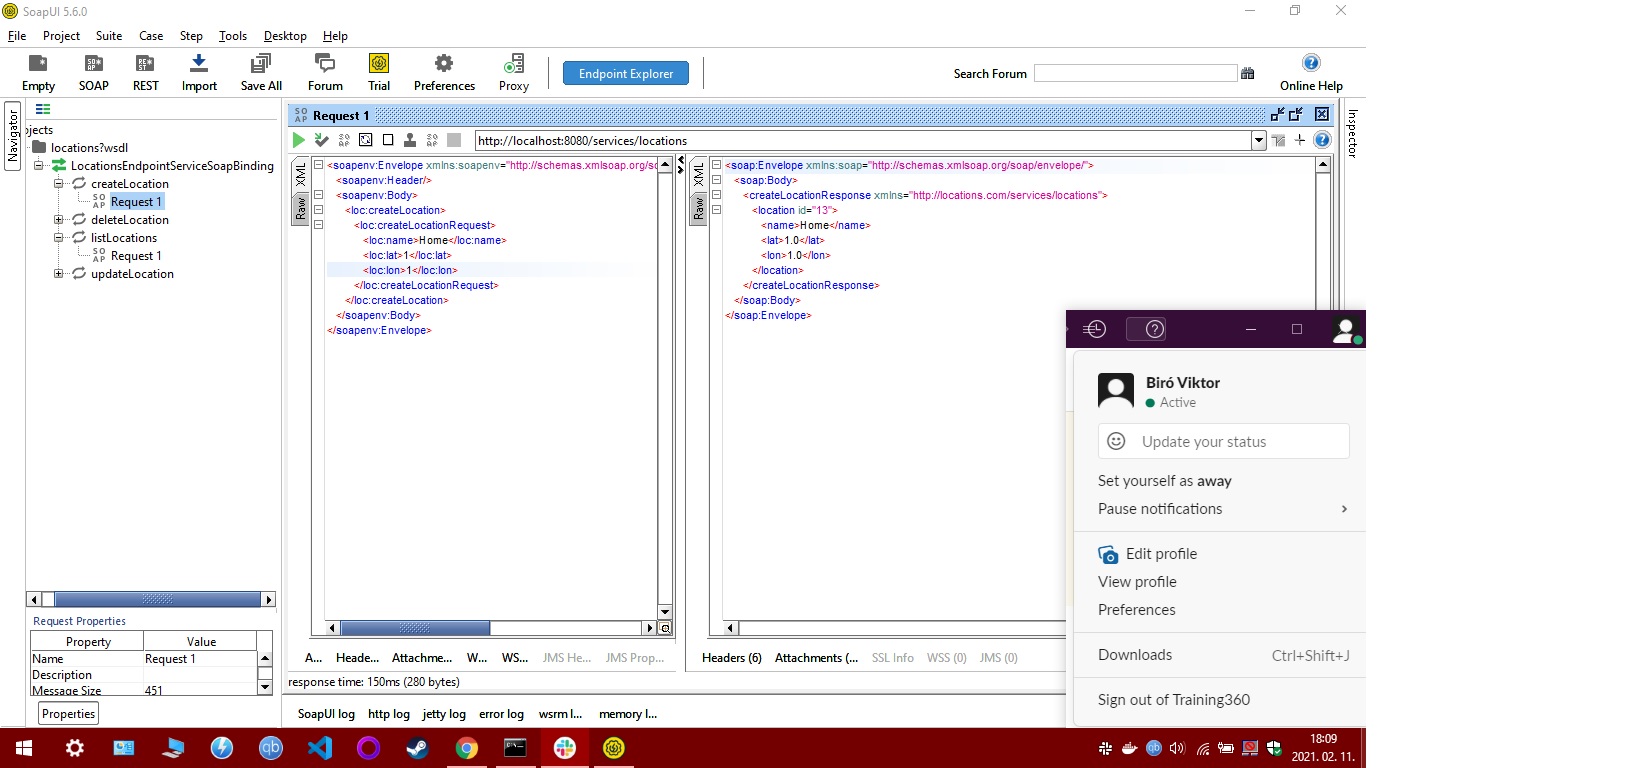 SoapUI 5.6.0
File Project Suite Case Step Tools Desktop Help
Empty SOAP REST Import Save All Forum Trial Preferences Proxy Endpoint Explorer Search Forum Online Help
Navigator
ojects
locations?wsdl
LocationsEndpointServiceSoapBinding
createLocation
Request 1
deleteLocation
listLocations
Request 1
updateLocation
Request Properties
Property Value
Name Request 1
Description
Message Size 451
Properties
SO AP Request 1
http://localhost:8080/services/locations
XML
Raw
<soapenv:Envelope xmlns:soapenv="http://schemas.xmlsoap.org/so
<soapenv:Header/>
<soapenv:Body>
<loc:createLocation>
<loc:createLocationRequest>
<loc:name>Home</loc:name>
<loc:lat>1</loc:lat>
<loc:lon>1</loc:lon>
</loc:createLocationRequest>
</loc:createLocation>
</soapenv:Body>
</soapenv:Envelope>
A... Heade... Attachme... W... WS... JMS He... JMS Prop...
XML
Raw
<soap:Envelope xmlns:soap="http://schemas.xmlsoap.org/soap/envelope/">
<soap:Body>
<createLocationResponse xmlns="http://locations.com/services/locations">
<location id="13">
<name>Home</name>
<lat>1.0</lat>
<lon>1.0</lon>
</location>
</createLocationResponse>
</soap:Body>
</soap:Envelope>
Headers (6) Attachments (... SSL Info WSS (0) JMS (0)
Inspector
response time: 150ms (280 bytes)
SoapUI log http log jetty log error log wsrm l... memory l...
Biró Viktor
Active
Update your status
Set yourself as away
Pause notifications
Edit profile
View profile
Preferences
Downloads Ctrl+Shift+J
Sign out of Training360
18:09
2021. 02. 11.